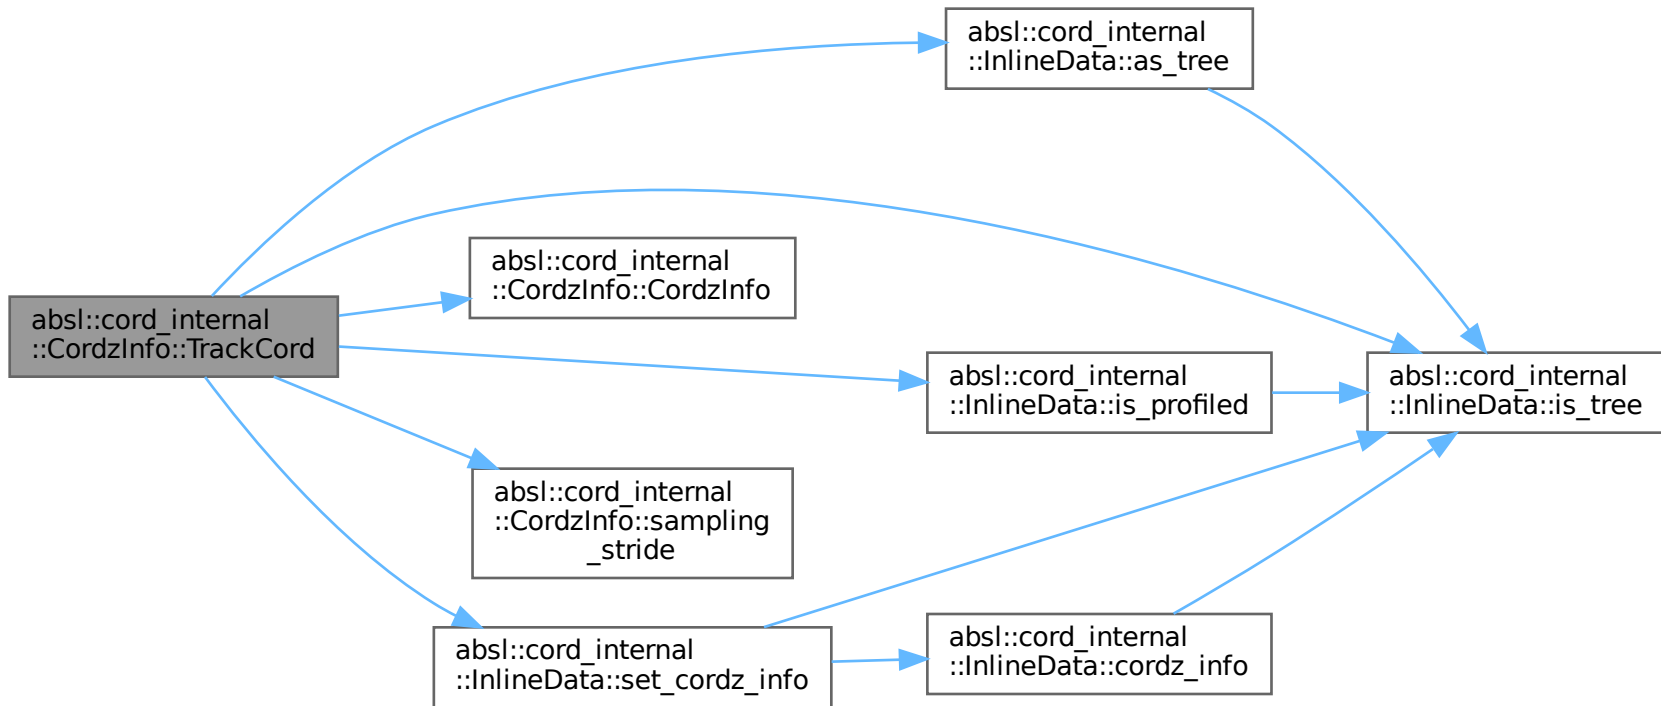 absl::cord_internal
::InlineData::as_tree
absl::cord_internal
::CordzInfo::CordzInfo
absl::cord_internal
::CordzInfo::TrackCord
absl::cord_internal
::InlineData::is_profiled
absl::cord_internal
::InlineData::is_tree
absl::cord_internal
::CordzInfo::sampling
_stride
absl::cord_internal
::InlineData::set_cordz_info
absl::cord_internal
::InlineData::cordz_info